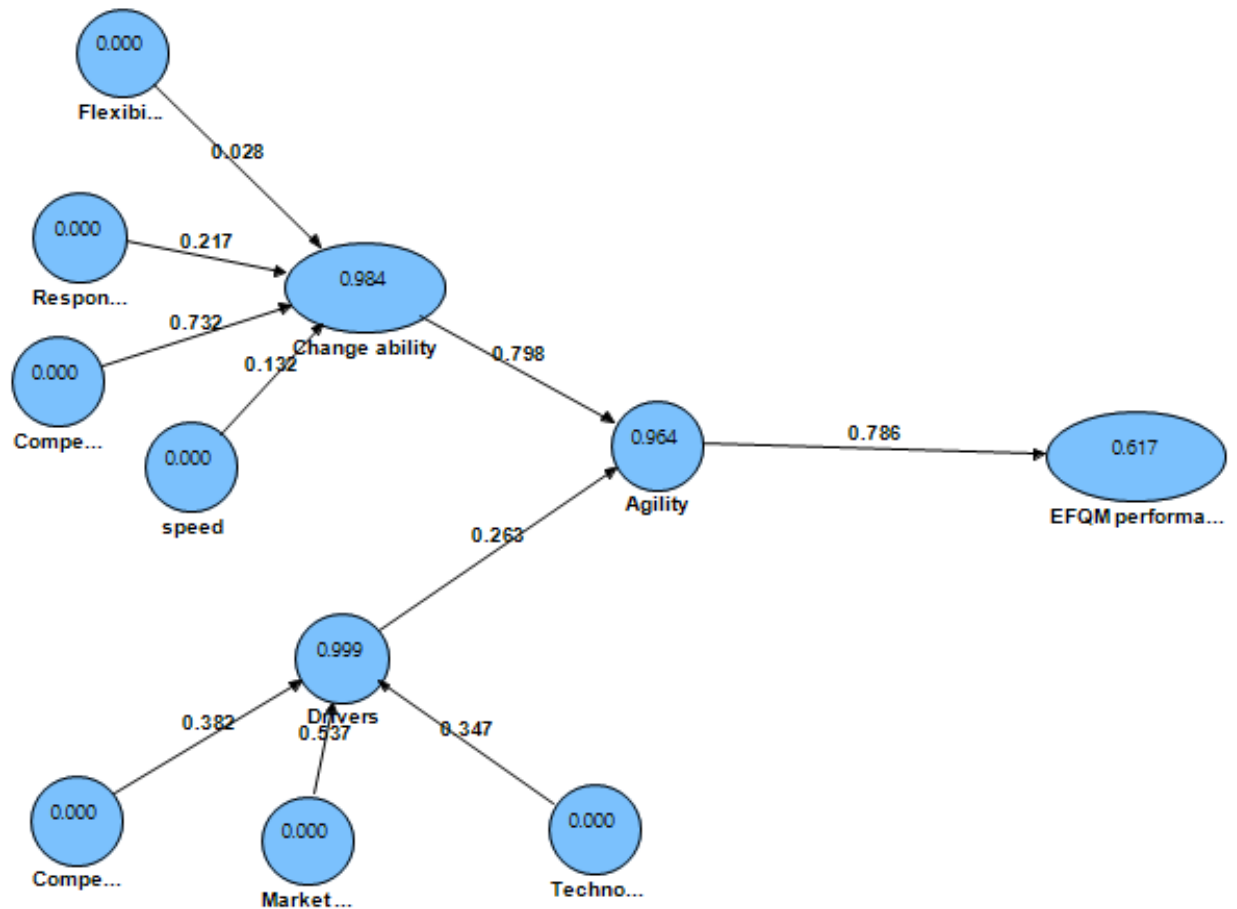 0.000
Flexibi...
0.028
0.000
Respon...
0.217
0.984
Change ability
0.732
0.000
Compe...
0.132
0.000
speed
0.798
0.964
Agility
0.786
0.617
EFQM performa...
0.263
0.999
Drivers
0.382
0.537
0.347
0.000
Compe...
0.000
Market ...
0.000
Techno...